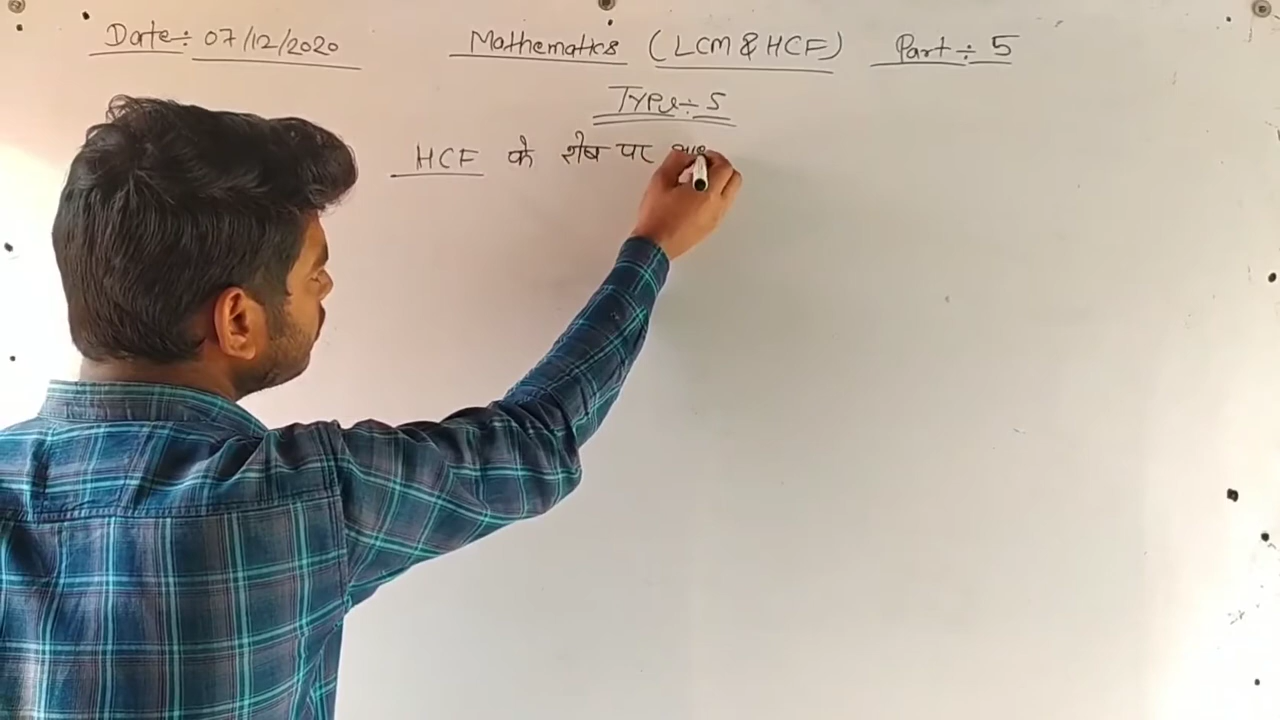 Date:- 07/12/2020 Mathematics (LCM & HCF) Part ÷ 5
Type ÷ 5
HCF के शेष पर